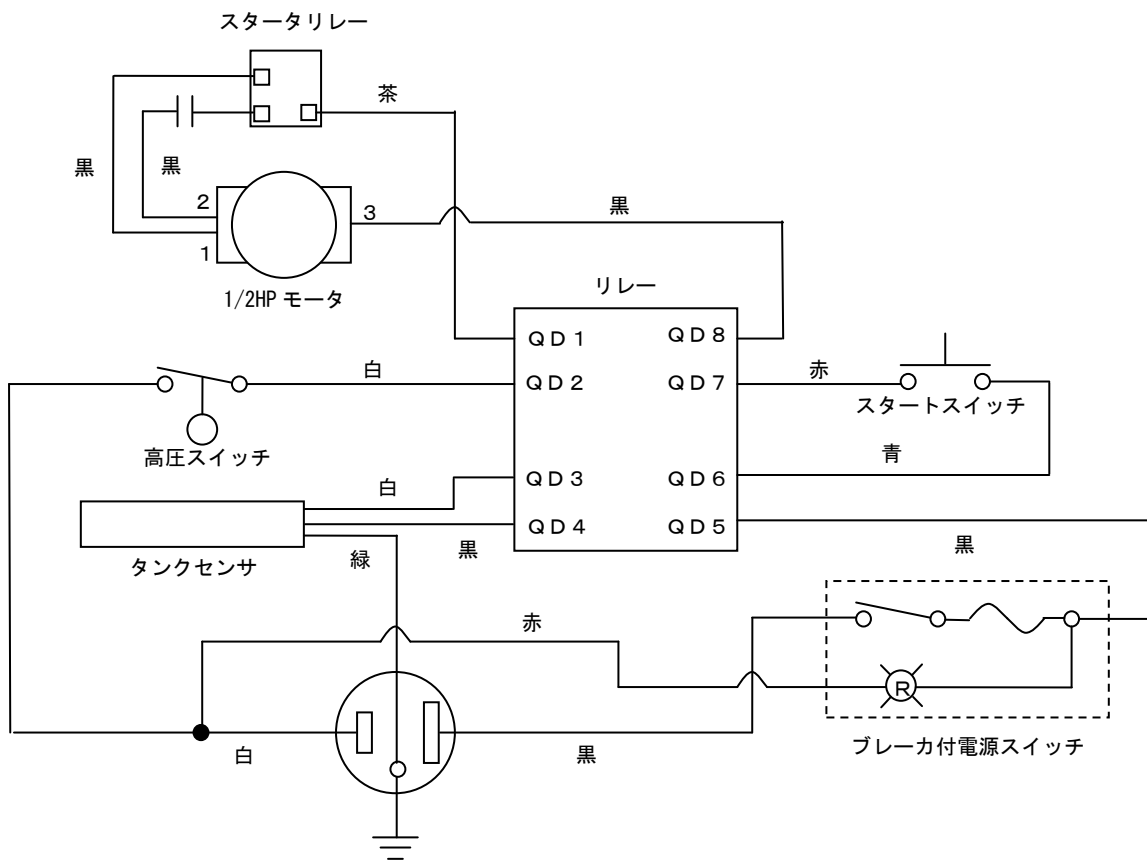 スタータリレー
茶
黒
黒
2
3
黒
1
1/2HP モータ
リレー
QD1
QD8
白
QD2
QD7
赤
スタートスイッチ
高圧スイッチ
青
白
QD3
QD6
QD4
QD5
黒
黒
緑
タンクセンサ
赤
R
白
黒
ブレーカ付電源スイッチ